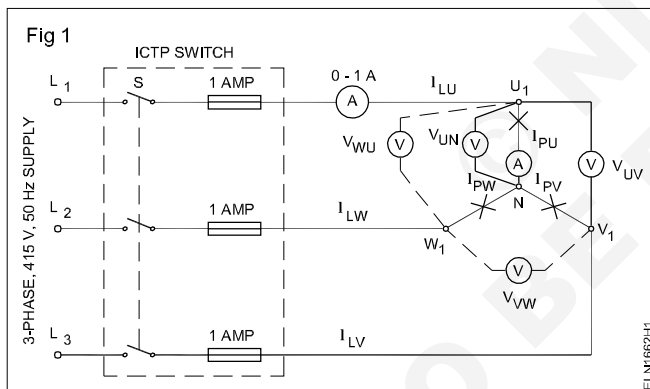 Fig 1
ICTP SWITCH
L1
S
1 AMP
0 - 1 A
A
ILU
U1
VWU
V
VUN
V
IPU
A
V
VUV
3-PHASE, 415 V, 50 Hz SUPPLY
IPW
IPV
N
L2
1 AMP
ILW
W1
V1
V
VVW
L3
1 AMP
ILV
ELN1662H1